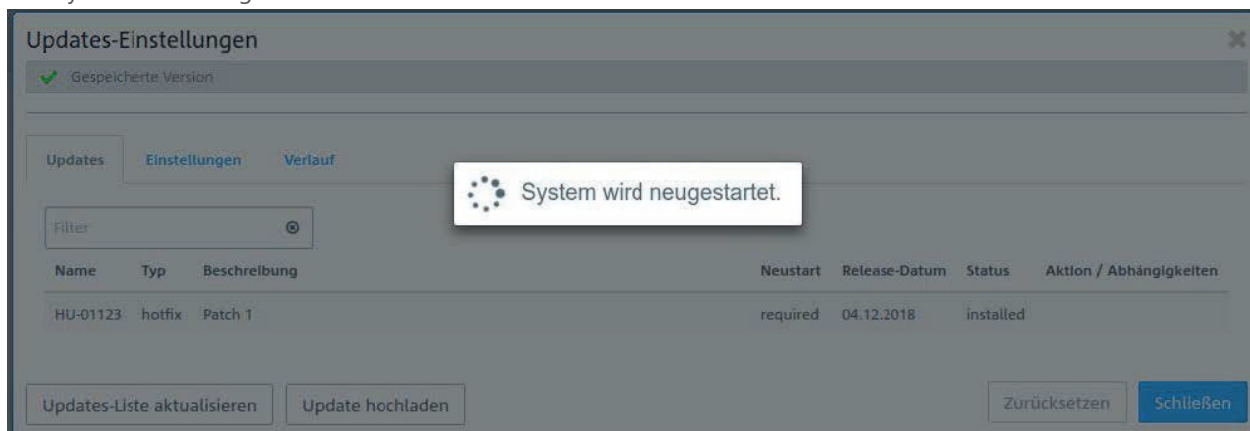 Updates-Einstellungen
Gespeicherte Version
Updates Einstellungen Verlauf
System wird neugestartet.
Filter
Name Typ Beschreibung Neustart Release-Datum Status Aktion / Abhängigkeiten
HU-01123 hotfix Patch 1 required 04.12.2018 installed
Updates-Liste aktualisieren Update hochladen Zurücksetzen Schließen